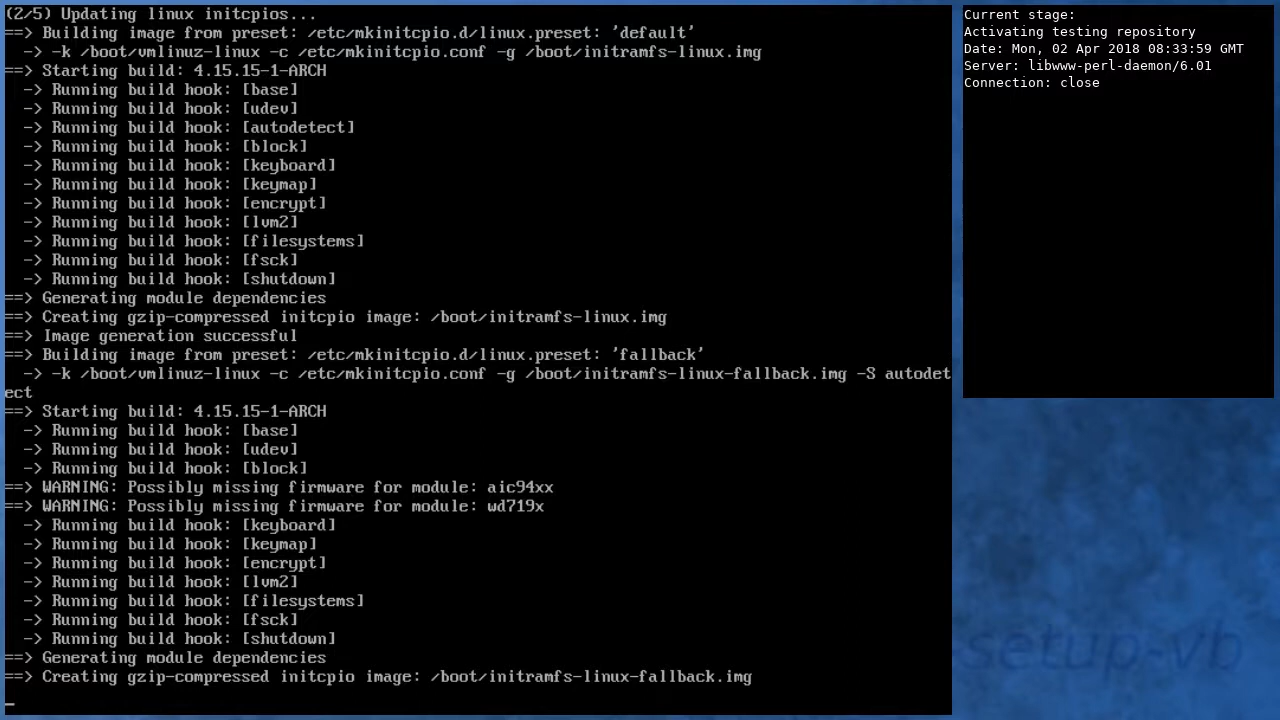 (2/5) Updating linux initcpios...
==> Building image from preset: /etc/mkinitcpio.d/linux.preset: 'default'
  -> -k /boot/vmlinuz-linux -c /etc/mkinitcpio.conf -g /boot/initramfs-linux.img
==> Starting build: 4.15.15-1-ARCH
  -> Running build hook: [base]
  -> Running build hook: [udev]
  -> Running build hook: [autodetect]
  -> Running build hook: [block]
  -> Running build hook: [keyboard]
  -> Running build hook: [keymap]
  -> Running build hook: [encrypt]
  -> Running build hook: [lvm2]
  -> Running build hook: [filesystems]
  -> Running build hook: [fsck]
  -> Running build hook: [shutdown]
==> Generating module dependencies
==> Creating gzip-compressed initcpio image: /boot/initramfs-linux.img
==> Image generation successful
==> Building image from preset: /etc/mkinitcpio.d/linux.preset: 'fallback'
  -> -k /boot/vmlinuz-linux -c /etc/mkinitcpio.conf -g /boot/initramfs-linux-fallback.img -S autodet
ect
==> Starting build: 4.15.15-1-ARCH
  -> Running build hook: [base]
  -> Running build hook: [udev]
  -> Running build hook: [block]
==> WARNING: Possibly missing firmware for module: aic94xx
==> WARNING: Possibly missing firmware for module: wd719x
  -> Running build hook: [keyboard]
  -> Running build hook: [keymap]
  -> Running build hook: [encrypt]
  -> Running build hook: [lvm2]
  -> Running build hook: [filesystems]
  -> Running build hook: [fsck]
  -> Running build hook: [shutdown]
==> Generating module dependencies
==> Creating gzip-compressed initcpio image: /boot/initramfs-linux-fallback.img
Current stage:
Activating testing repository
Date: Mon, 02 Apr 2018 08:33:59 GMT
Server: libwww-perl-daemon/6.01
Connection: close
setup-vb